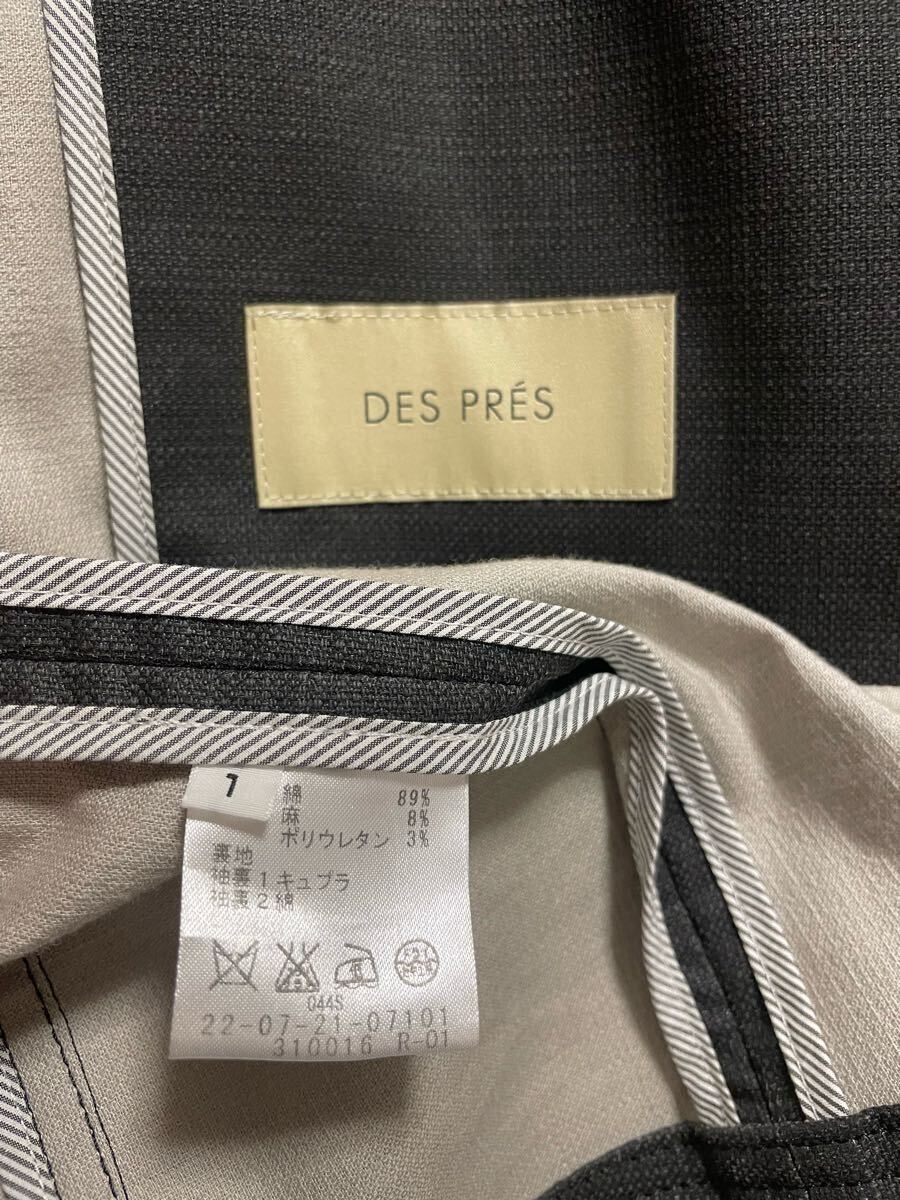 DES PRÉS
1
綿 89%
麻 8%
ポリウレタン 3%
裏地
袖裏1キュプラ
袖裏2綿
044S
22-07-21-07101
310016 R-01